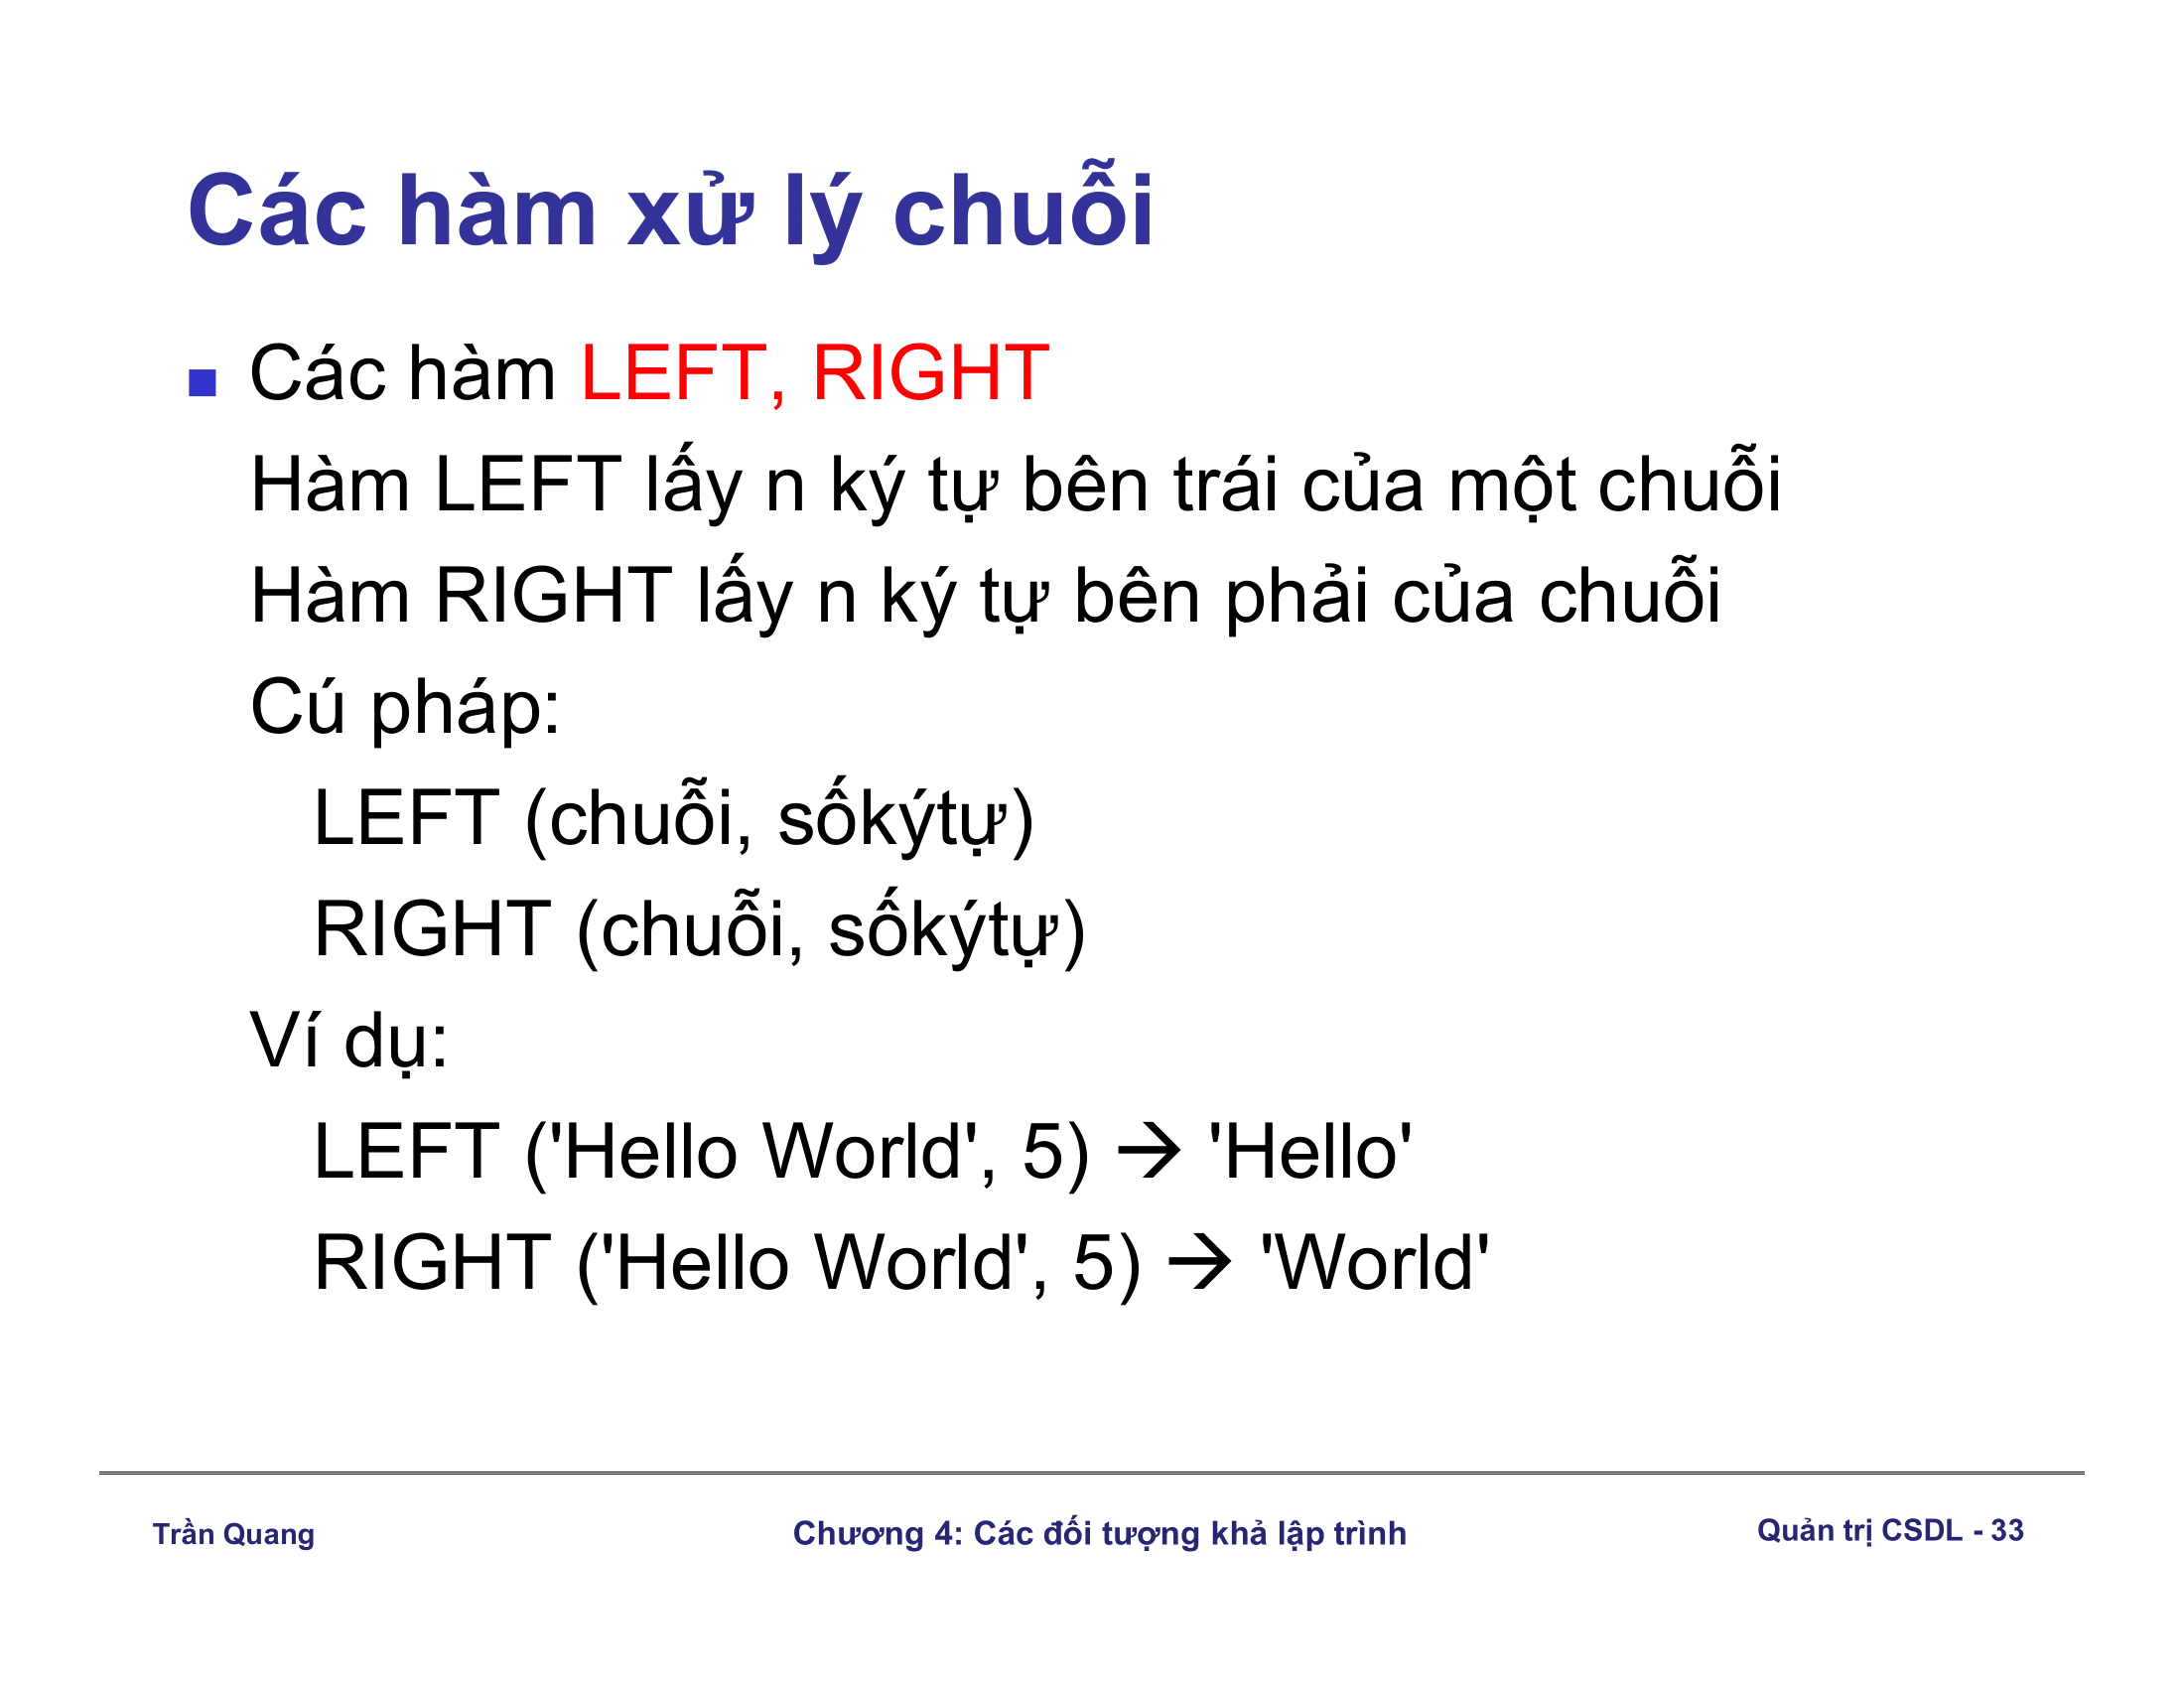 Các hàm xử lý chuỗi
Các hàm LEFT, RIGHT
Hàm LEFT lấy n ký tự bên trái của một chuỗi
Hàm RIGHT lấy n ký tự bên phải của chuỗi
Cú pháp:
LEFT (chuỗi, sốkýtự)
RIGHT (chuỗi, sốkýtự)
Ví dụ:
LEFT ('Hello World', 5) → 'Hello'
RIGHT ('Hello World', 5) → 'World'
Trần Quang
Chương 4: Các đối tượng khả lập trình
Quản trị CSDL - 33